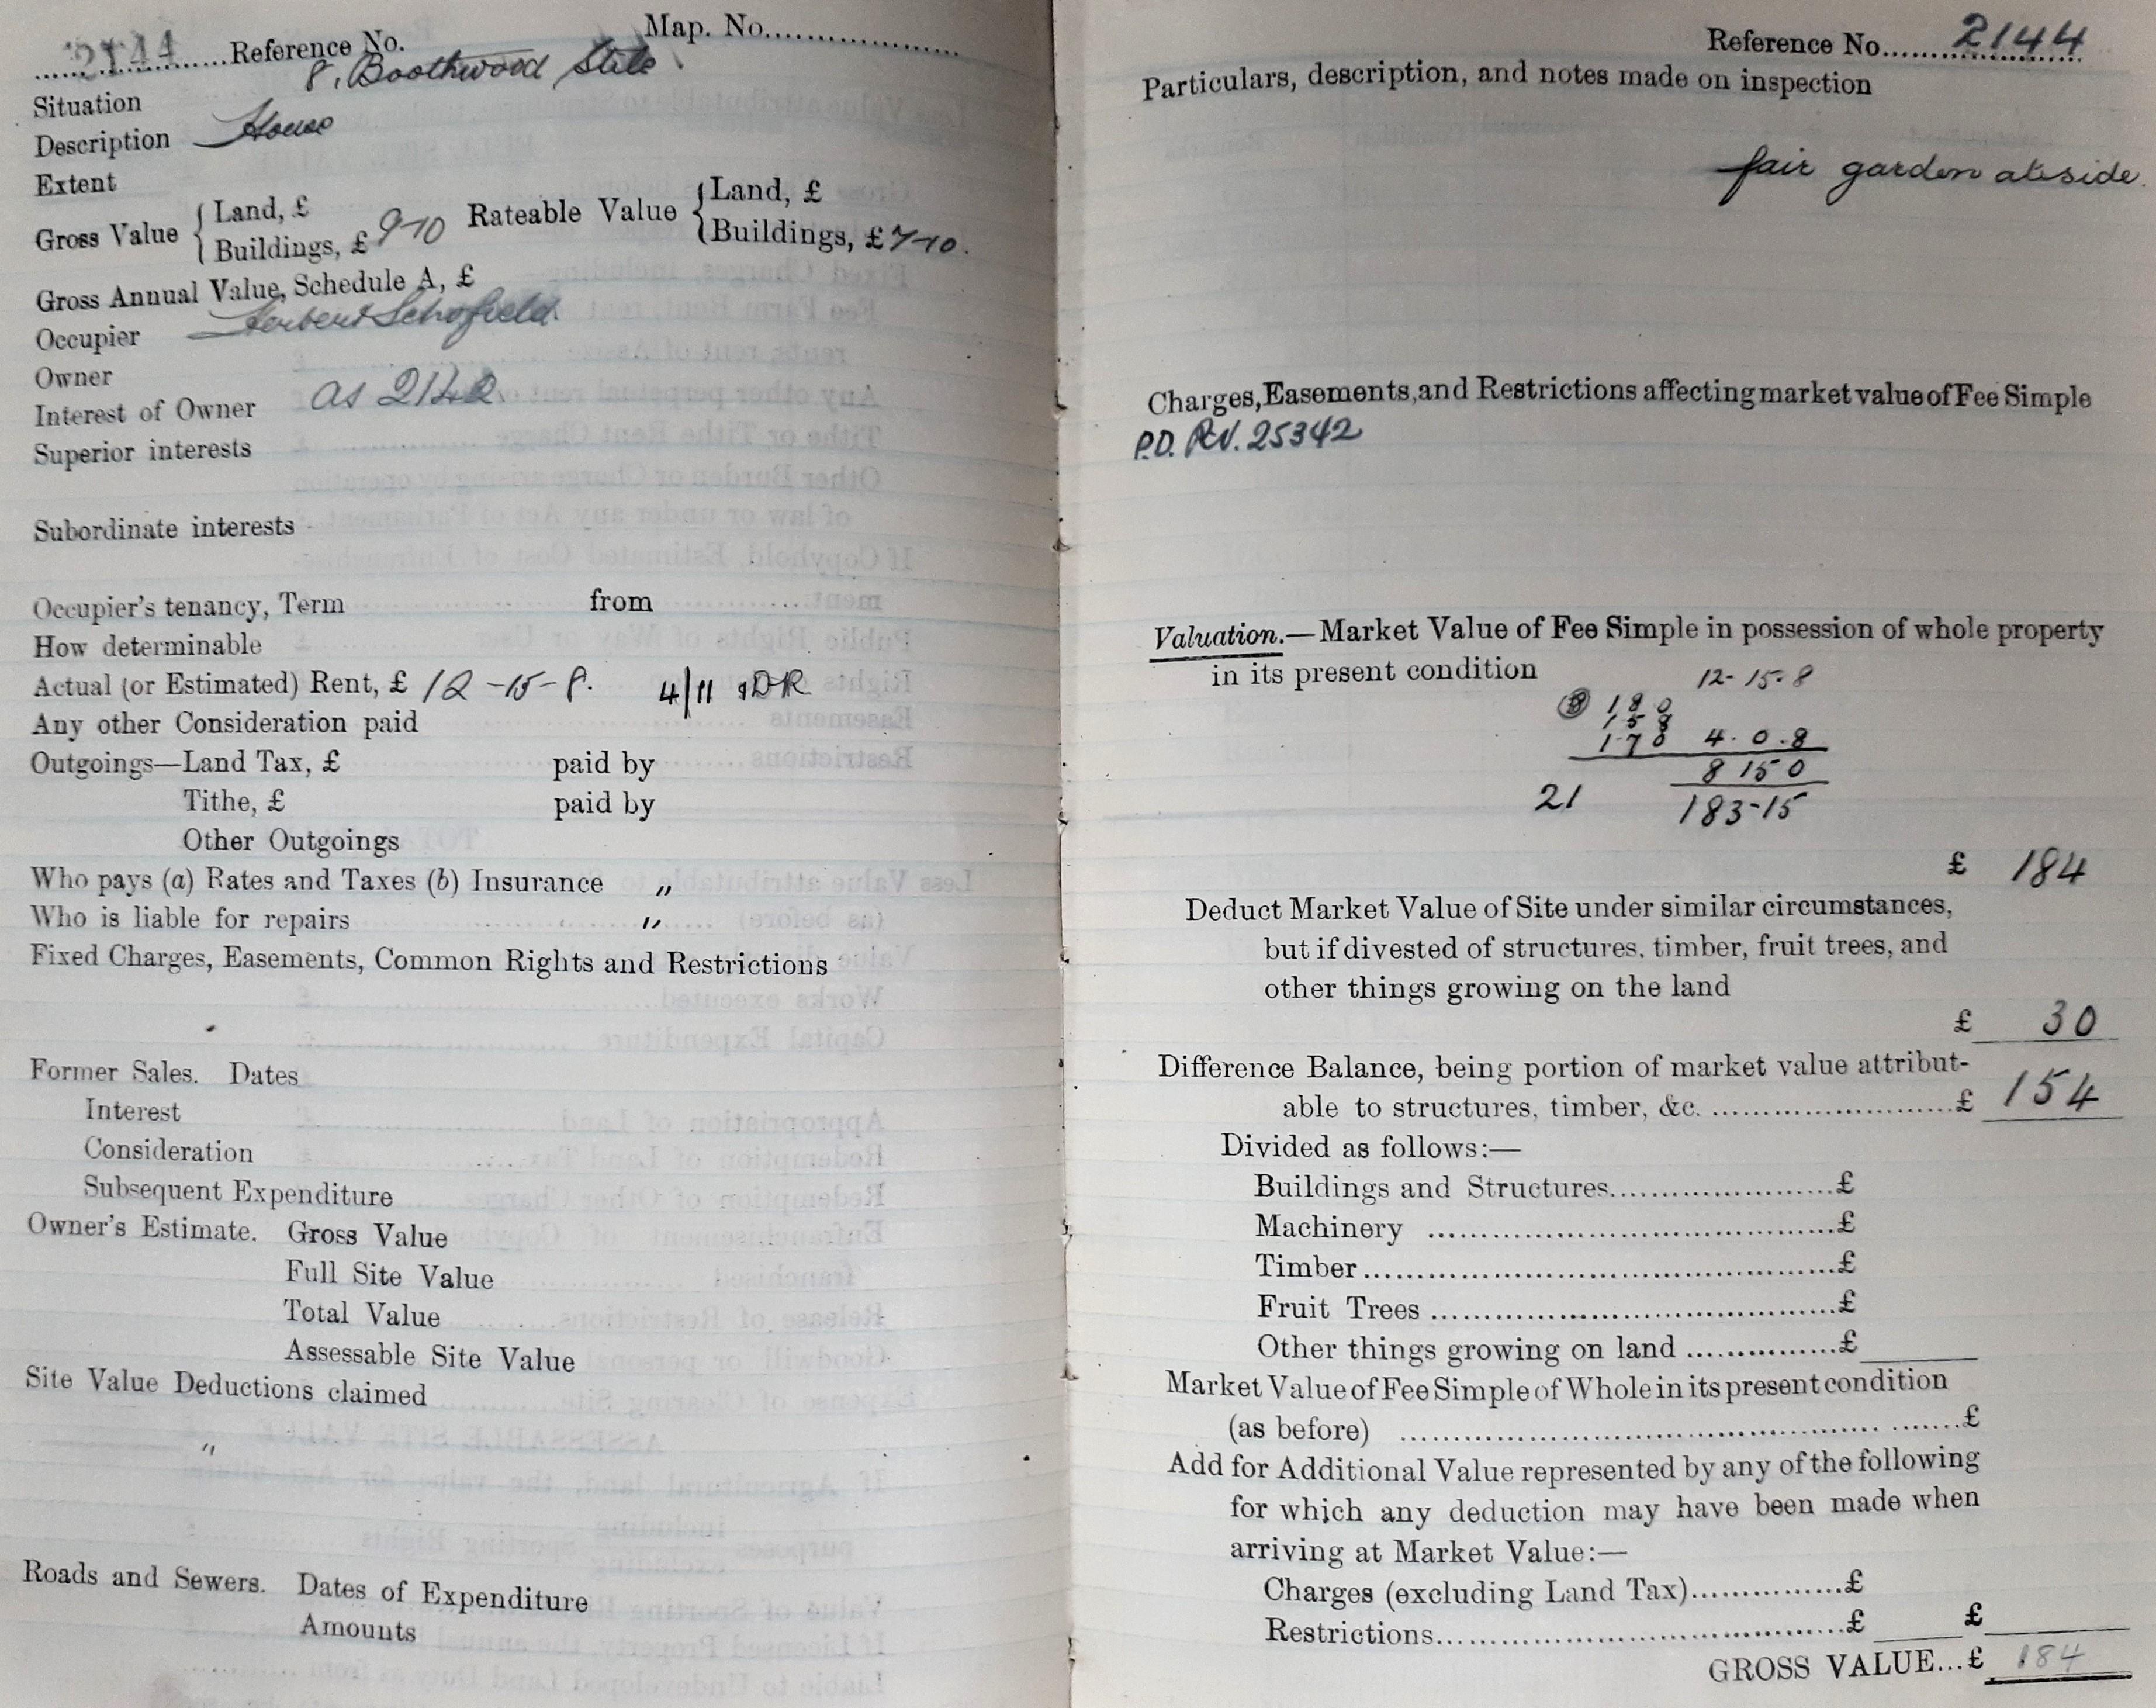 2144 Reference No. Map. No.
Situation 8, Boothwood Stile
Description House
Extent
Gross Value { Land, £
Buildings, £ 9-10 Rateable Value { Land, £
Buildings, £ 7-10.
Gross Annual Value, Schedule A, £
Occupier Herbert Schofield
Owner
Interest of Owner as 2142
Superior interests
Subordinate interests
Occupier's tenancy, Term from
How determinable
Actual (or Estimated) Rent, £ 12-15-8. 4/11 DR
Any other Consideration paid
Outgoings—Land Tax, £ paid by
Tithe, £ paid by
Other Outgoings
Who pays (a) Rates and Taxes (b) Insurance "
Who is liable for repairs "
Fixed Charges, Easements, Common Rights and Restrictions
Former Sales. Dates
Interest
Consideration
Subsequent Expenditure
Owner's Estimate. Gross Value
Full Site Value
Total Value
Assessable Site Value
Site Value Deductions claimed
"
Roads and Sewers. Dates of Expenditure
Amounts
Reference No. 2144
Particulars, description, and notes made on inspection
fair garden at side.
Charges, Easements, and Restrictions affecting market value of Fee Simple
P.D. RV. 25342
Valuation.—Market Value of Fee Simple in possession of whole property
in its present condition
12-15-8
1 8 0
1 5 8
1 7 0 4. 0.8
8 15 0
21 183-15
£ 184
Deduct Market Value of Site under similar circumstances,
but if divested of structures, timber, fruit trees, and
other things growing on the land
£ 30
Difference Balance, being portion of market value attribut-
able to structures, timber, &c. £ 154
Divided as follows:—
Buildings and Structures £
Machinery £
Timber £
Fruit Trees £
Other things growing on land £
Market Value of Fee Simple of Whole in its present condition
(as before) £
Add for Additional Value represented by any of the following
for which any deduction may have been made when
arriving at Market Value:—
Charges (excluding Land Tax) £
Restrictions £ £
GROSS VALUE...£ 184